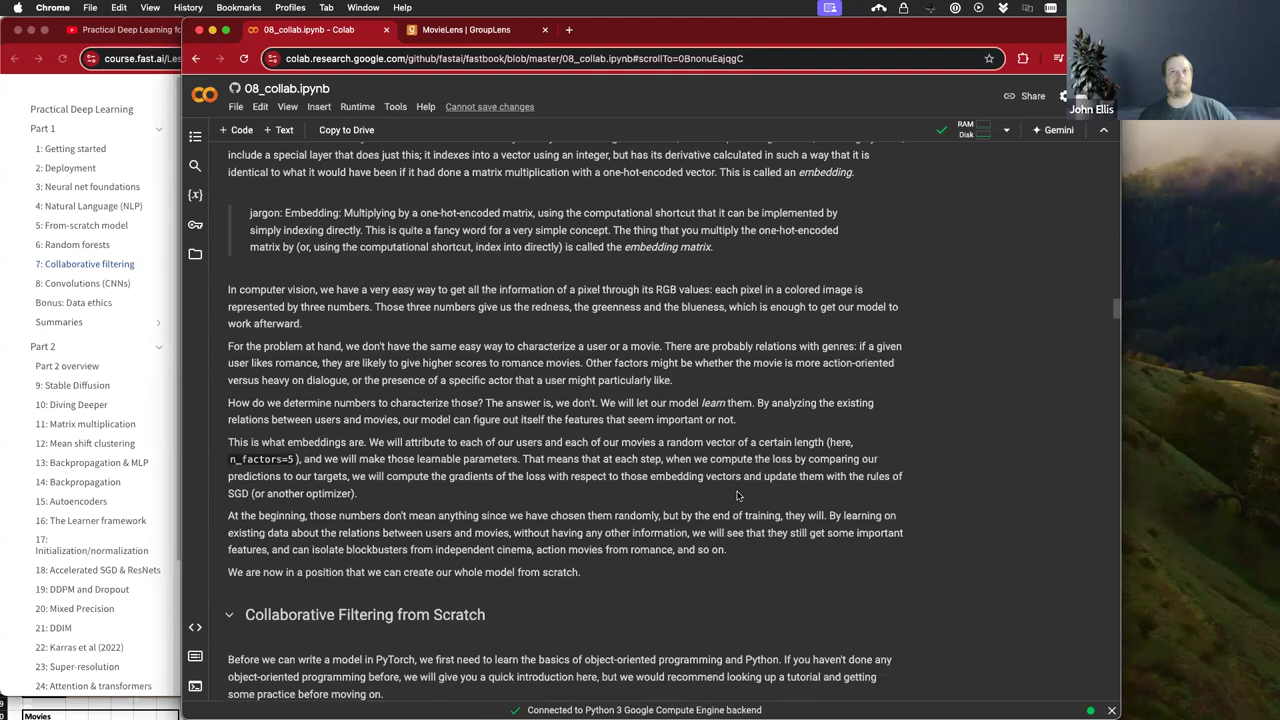 Chrome File Edit View History Bookmarks Profiles Tab Window Help
Practical Deep Learning fo
08_collab.ipynb - Colab
MovieLens | GroupLens
course.fast.ai/Les
colab.research.google.com/github/fastai/fastbook/blob/master/08_collab.ipynb#scrollTo=0BnonuEajqgC
John Ellis
08_collab.ipynb
File Edit View Insert Runtime Tools Help Cannot save changes
Share
+ Code + Text Copy to Drive
RAM
Disk
Gemini
Practical Deep Learning
Part 1
1: Getting started
2: Deployment
3: Neural net foundations
4: Natural Language (NLP)
5: From-scratch model
6: Random forests
7: Collaborative filtering
8: Convolutions (CNNs)
Bonus: Data ethics
Summaries
Part 2
Part 2 overview
9: Stable Diffusion
10: Diving Deeper
11: Matrix multiplication
12: Mean shift clustering
13: Backpropagation & MLP
14: Backpropagation
15: Autoencoders
16: The Learner framework
17:
Initialization/normalization
18: Accelerated SGD & ResNets
19: DDPM and Dropout
20: Mixed Precision
21: DDIM
22: Karras et al (2022)
23: Super-resolution
24: Attention & transformers
Movies
include a special layer that does just this; it indexes into a vector using an integer, but has its derivative calculated in such a way that it is
identical to what it would have been if it had done a matrix multiplication with a one-hot-encoded vector. This is called an embedding.
jargon: Embedding: Multiplying by a one-hot-encoded matrix, using the computational shortcut that it can be implemented by
simply indexing directly. This is quite a fancy word for a very simple concept. The thing that you multiply the one-hot-encoded
matrix by (or, using the computational shortcut, index into directly) is called the embedding matrix.
In computer vision, we have a very easy way to get all the information of a pixel through its RGB values: each pixel in a colored image is
represented by three numbers. Those three numbers give us the redness, the greenness and the blueness, which is enough to get our model to
work afterward.
For the problem at hand, we don't have the same easy way to characterize a user or a movie. There are probably relations with genres: if a given
user likes romance, they are likely to give higher scores to romance movies. Other factors might be whether the movie is more action-oriented
versus heavy on dialogue, or the presence of a specific actor that a user might particularly like.
How do we determine numbers to characterize those? The answer is, we don't. We will let our model learn them. By analyzing the existing
relations between users and movies, our model can figure out itself the features that seem important or not.
This is what embeddings are. We will attribute to each of our users and each of our movies a random vector of a certain length (here,
n_factors=5), and we will make those learnable parameters. That means that at each step, when we compute the loss by comparing our
predictions to our targets, we will compute the gradients of the loss with respect to those embedding vectors and update them with the rules of
SGD (or another optimizer).
At the beginning, those numbers don't mean anything since we have chosen them randomly, but by the end of training, they will. By learning on
existing data about the relations between users and movies, without having any other information, we will see that they still get some important
features, and can isolate blockbusters from independent cinema, action movies from romance, and so on.
We are now in a position that we can create our whole model from scratch.
Collaborative Filtering from Scratch
Before we can write a model in PyTorch, we first need to learn the basics of object-oriented programming and Python. If you haven't done any
object-oriented programming before, we will give you a quick introduction here, but we would recommend looking up a tutorial and getting
some practice before moving on.
Connected to Python 3 Google Compute Engine backend